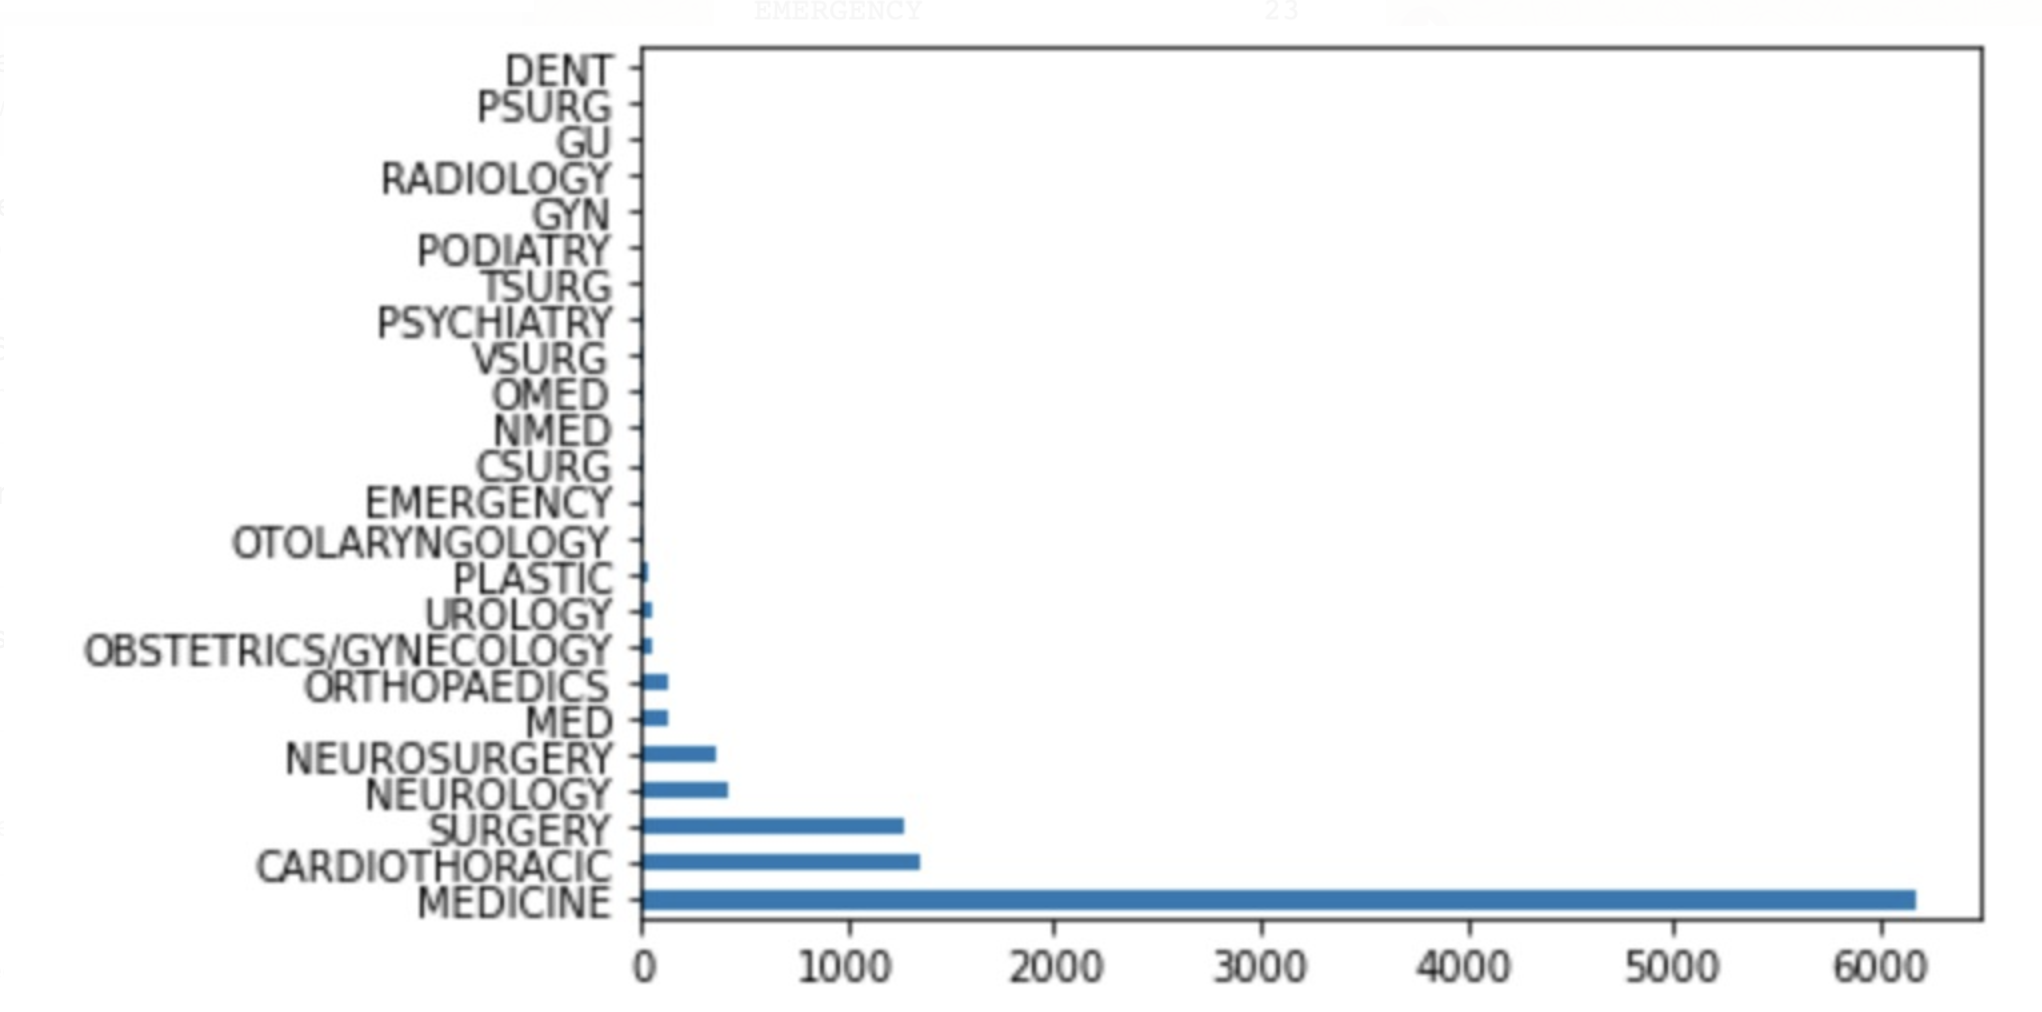 EMERGENCY 23
DENT
PSURG
GU
RADIOLOGY
GYN
PODIATRY
TSURG
PSYCHIATRY
VSURG
OMED
NMED
CSURG
EMERGENCY
OTOLARYNGOLOGY
PLASTIC
UROLOGY
OBSTETRICS/GYNECOLOGY
ORTHOPAEDICS
MED
NEUROSURGERY
NEUROLOGY
SURGERY
CARDIOTHORACIC
MEDICINE
0 1000 2000 3000 4000 5000 6000